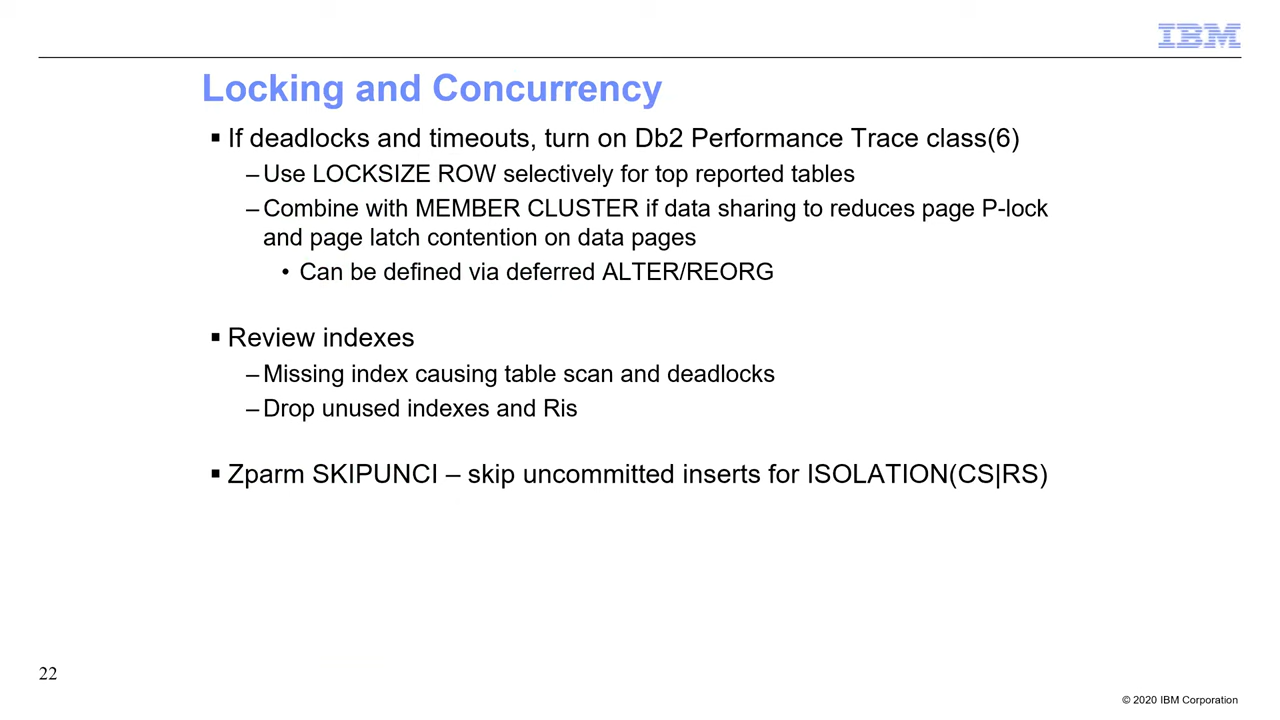 IBM
Locking and Concurrency
▪ If deadlocks and timeouts, turn on Db2 Performance Trace class(6)
– Use LOCKSIZE ROW selectively for top reported tables
– Combine with MEMBER CLUSTER if data sharing to reduces page P-lock
and page latch contention on data pages
• Can be defined via deferred ALTER/REORG
▪ Review indexes
– Missing index causing table scan and deadlocks
– Drop unused indexes and Ris
▪ Zparm SKIPUNCI – skip uncommitted inserts for ISOLATION(CS|RS)
22
© 2020 IBM Corporation